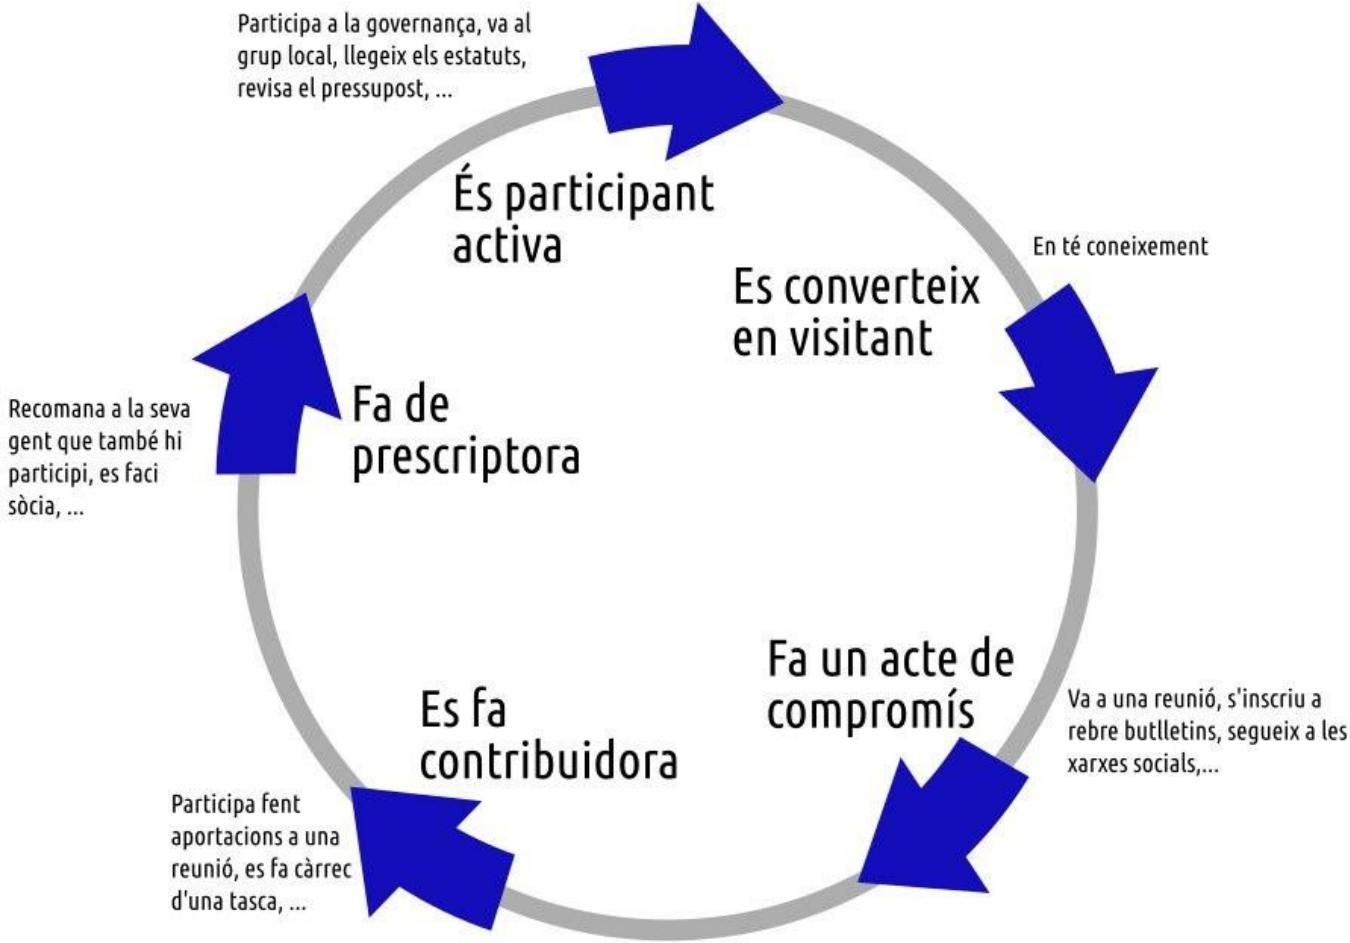 Participa a la governança, va al
grup local, llegeix els estatuts,
revisa el pressupost, ...
És participant
activa
En té coneixement
Es converteix
en visitant
Recomana a la seva
gent que també hi
participi, es faci
sòcia, ...
Fa de
prescriptora
Fa un acte de
compromís
Va a una reunió, s'inscriu a
rebre butlletins, segueix a les
xarxes socials,...
Es fa
contribuidora
Participa fent
aportacions a una
reunió, es fa càrrec
d'una tasca, ...